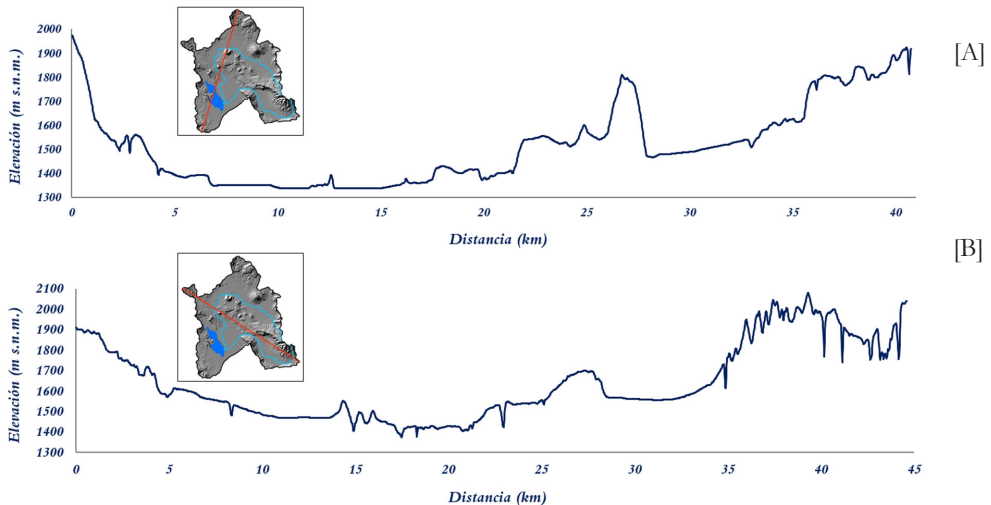 [A]
Elevación (m s.n.m.)
2000
1900
1800
1700
1600
1500
1400
1300
0 5 10 15 20 25 30 35 40
Distancia (km)
[B]
Elevación (m s.n.m.)
2100
2000
1900
1800
1700
1600
1500
1400
1300
0 5 10 15 20 25 30 35 40 45
Distancia (km)